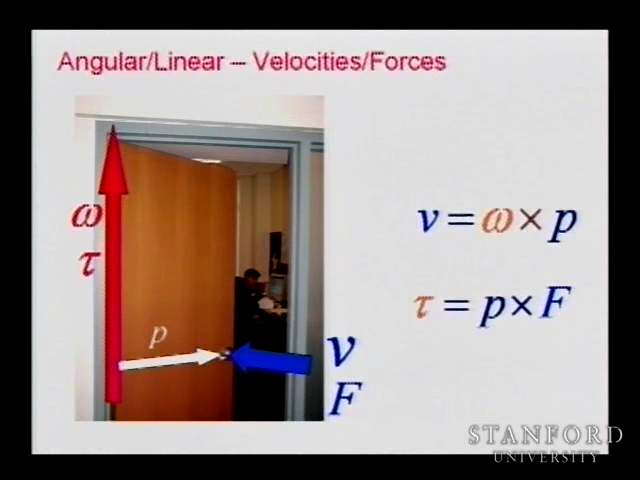 Angular/Linear – Velocities/Forces
ω
τ
p
v
F
v = ω × p
τ = p × F
STANFORD
UNIVERSITY